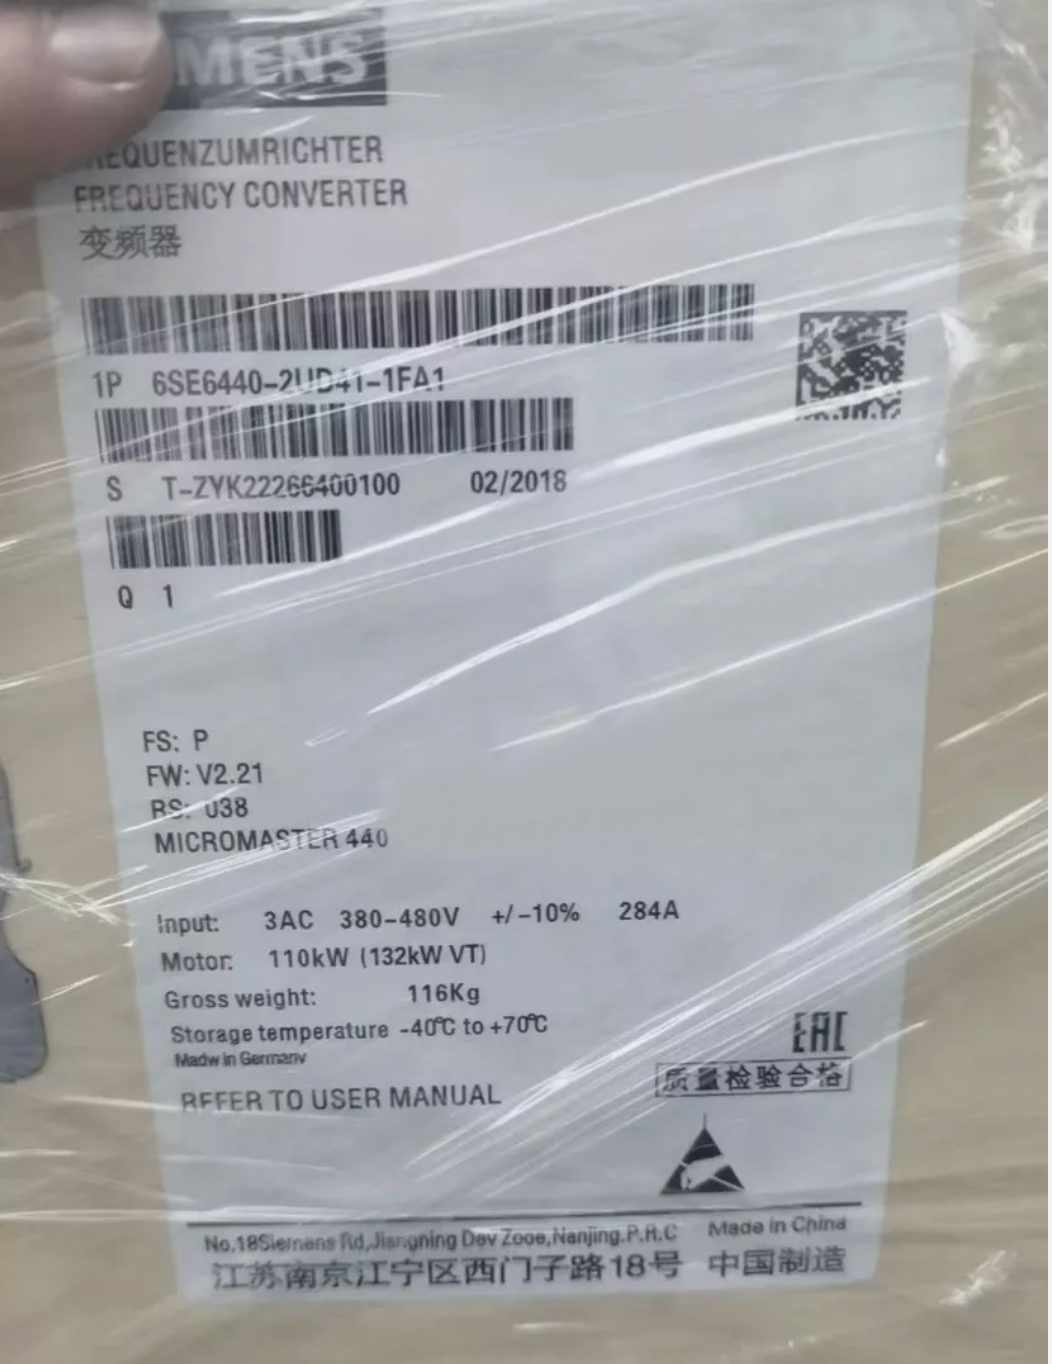 MENS
FREQUENZUMRICHTER
FREQUENCY CONVERTER
变频器
1P 6SE6440-2UD41-1FA1
S T-ZYK22266400100 02/2018
Q 1
FS: P
FW: V2.21
RS: 038
MICROMASTER 440
Input: 3AC 380-480V +/-10% 284A
Motor: 110kW (132kW VT)
Gross weight: 116Kg
Storage temperature -40°C to +70°C
Madw in Germany
EAC
质量检验合格
REFER TO USER MANUAL
No.18Siemens Rd,Jiangning Dev Zooe,Nanjing.P.R.C Made in China
江苏南京江宁区西门子路18号 中国制造